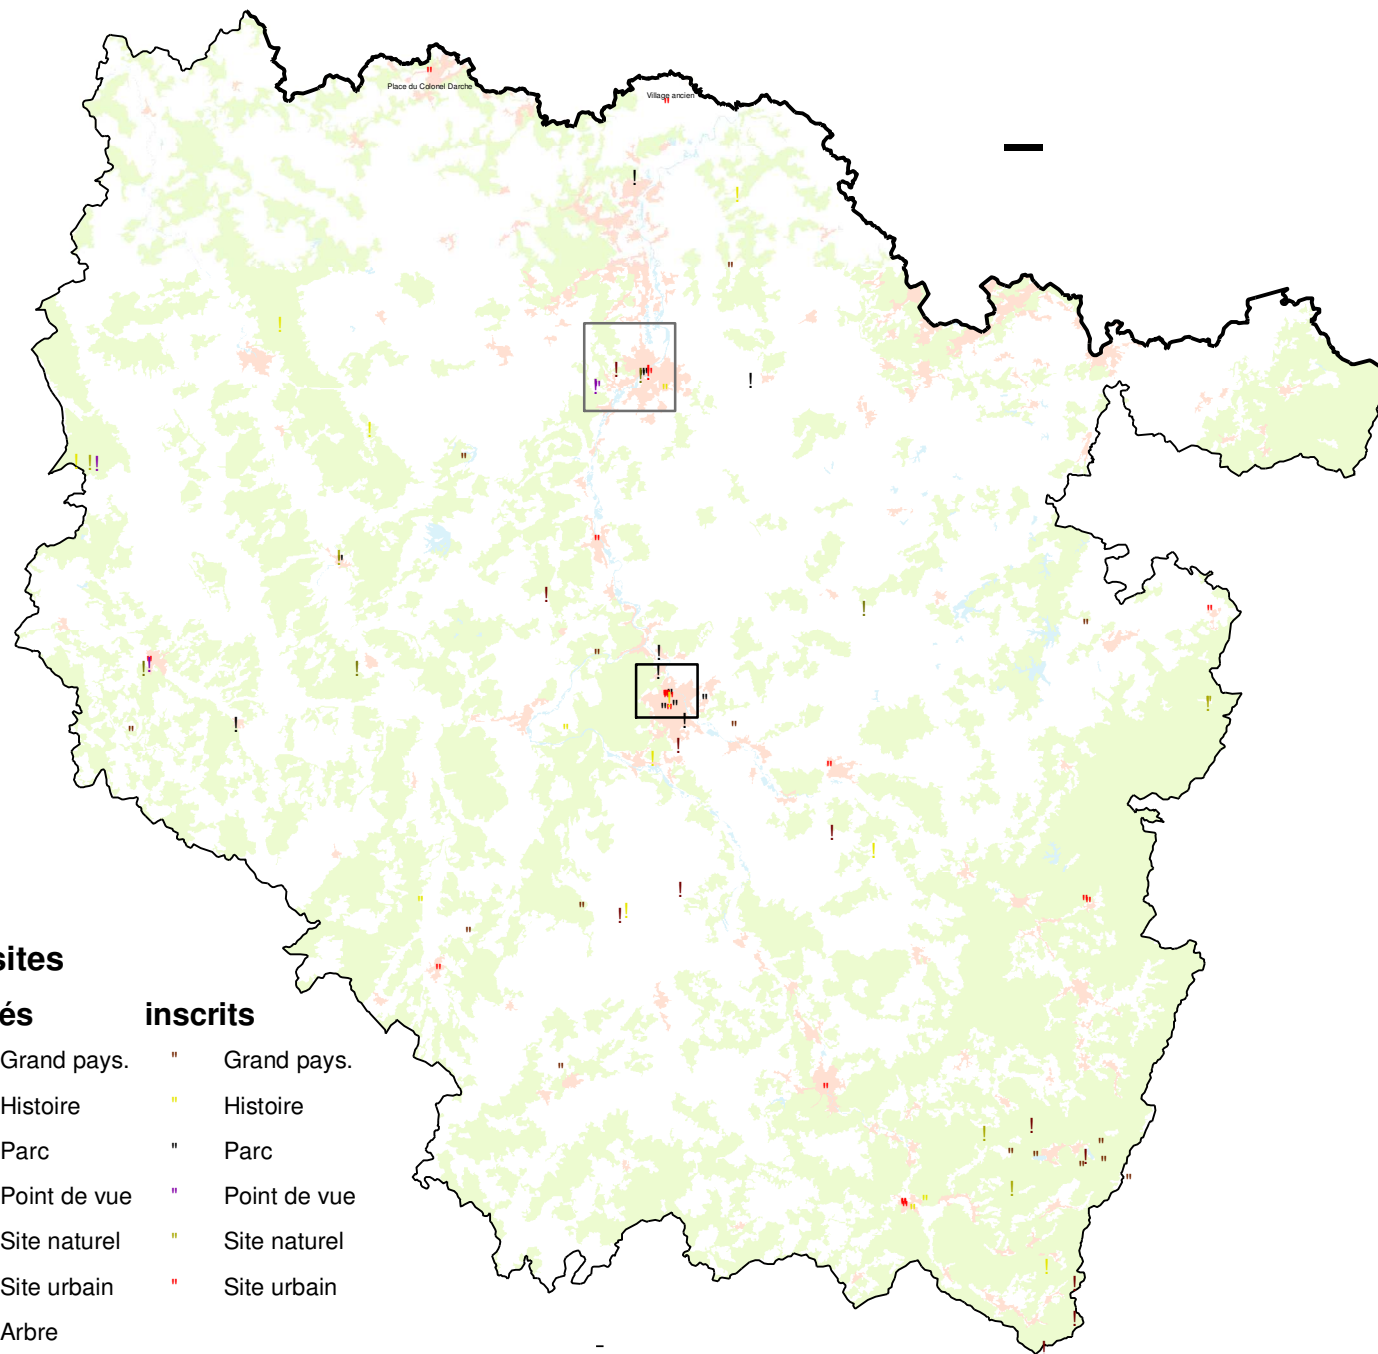 Place du Colonel Darche
Village ancien
sites
és inscrits
Grand pays. " Grand pays.
Histoire " Histoire
Parc " Parc
Point de vue " Point de vue
Site naturel " Site naturel
Site urbain " Site urbain
Arbre